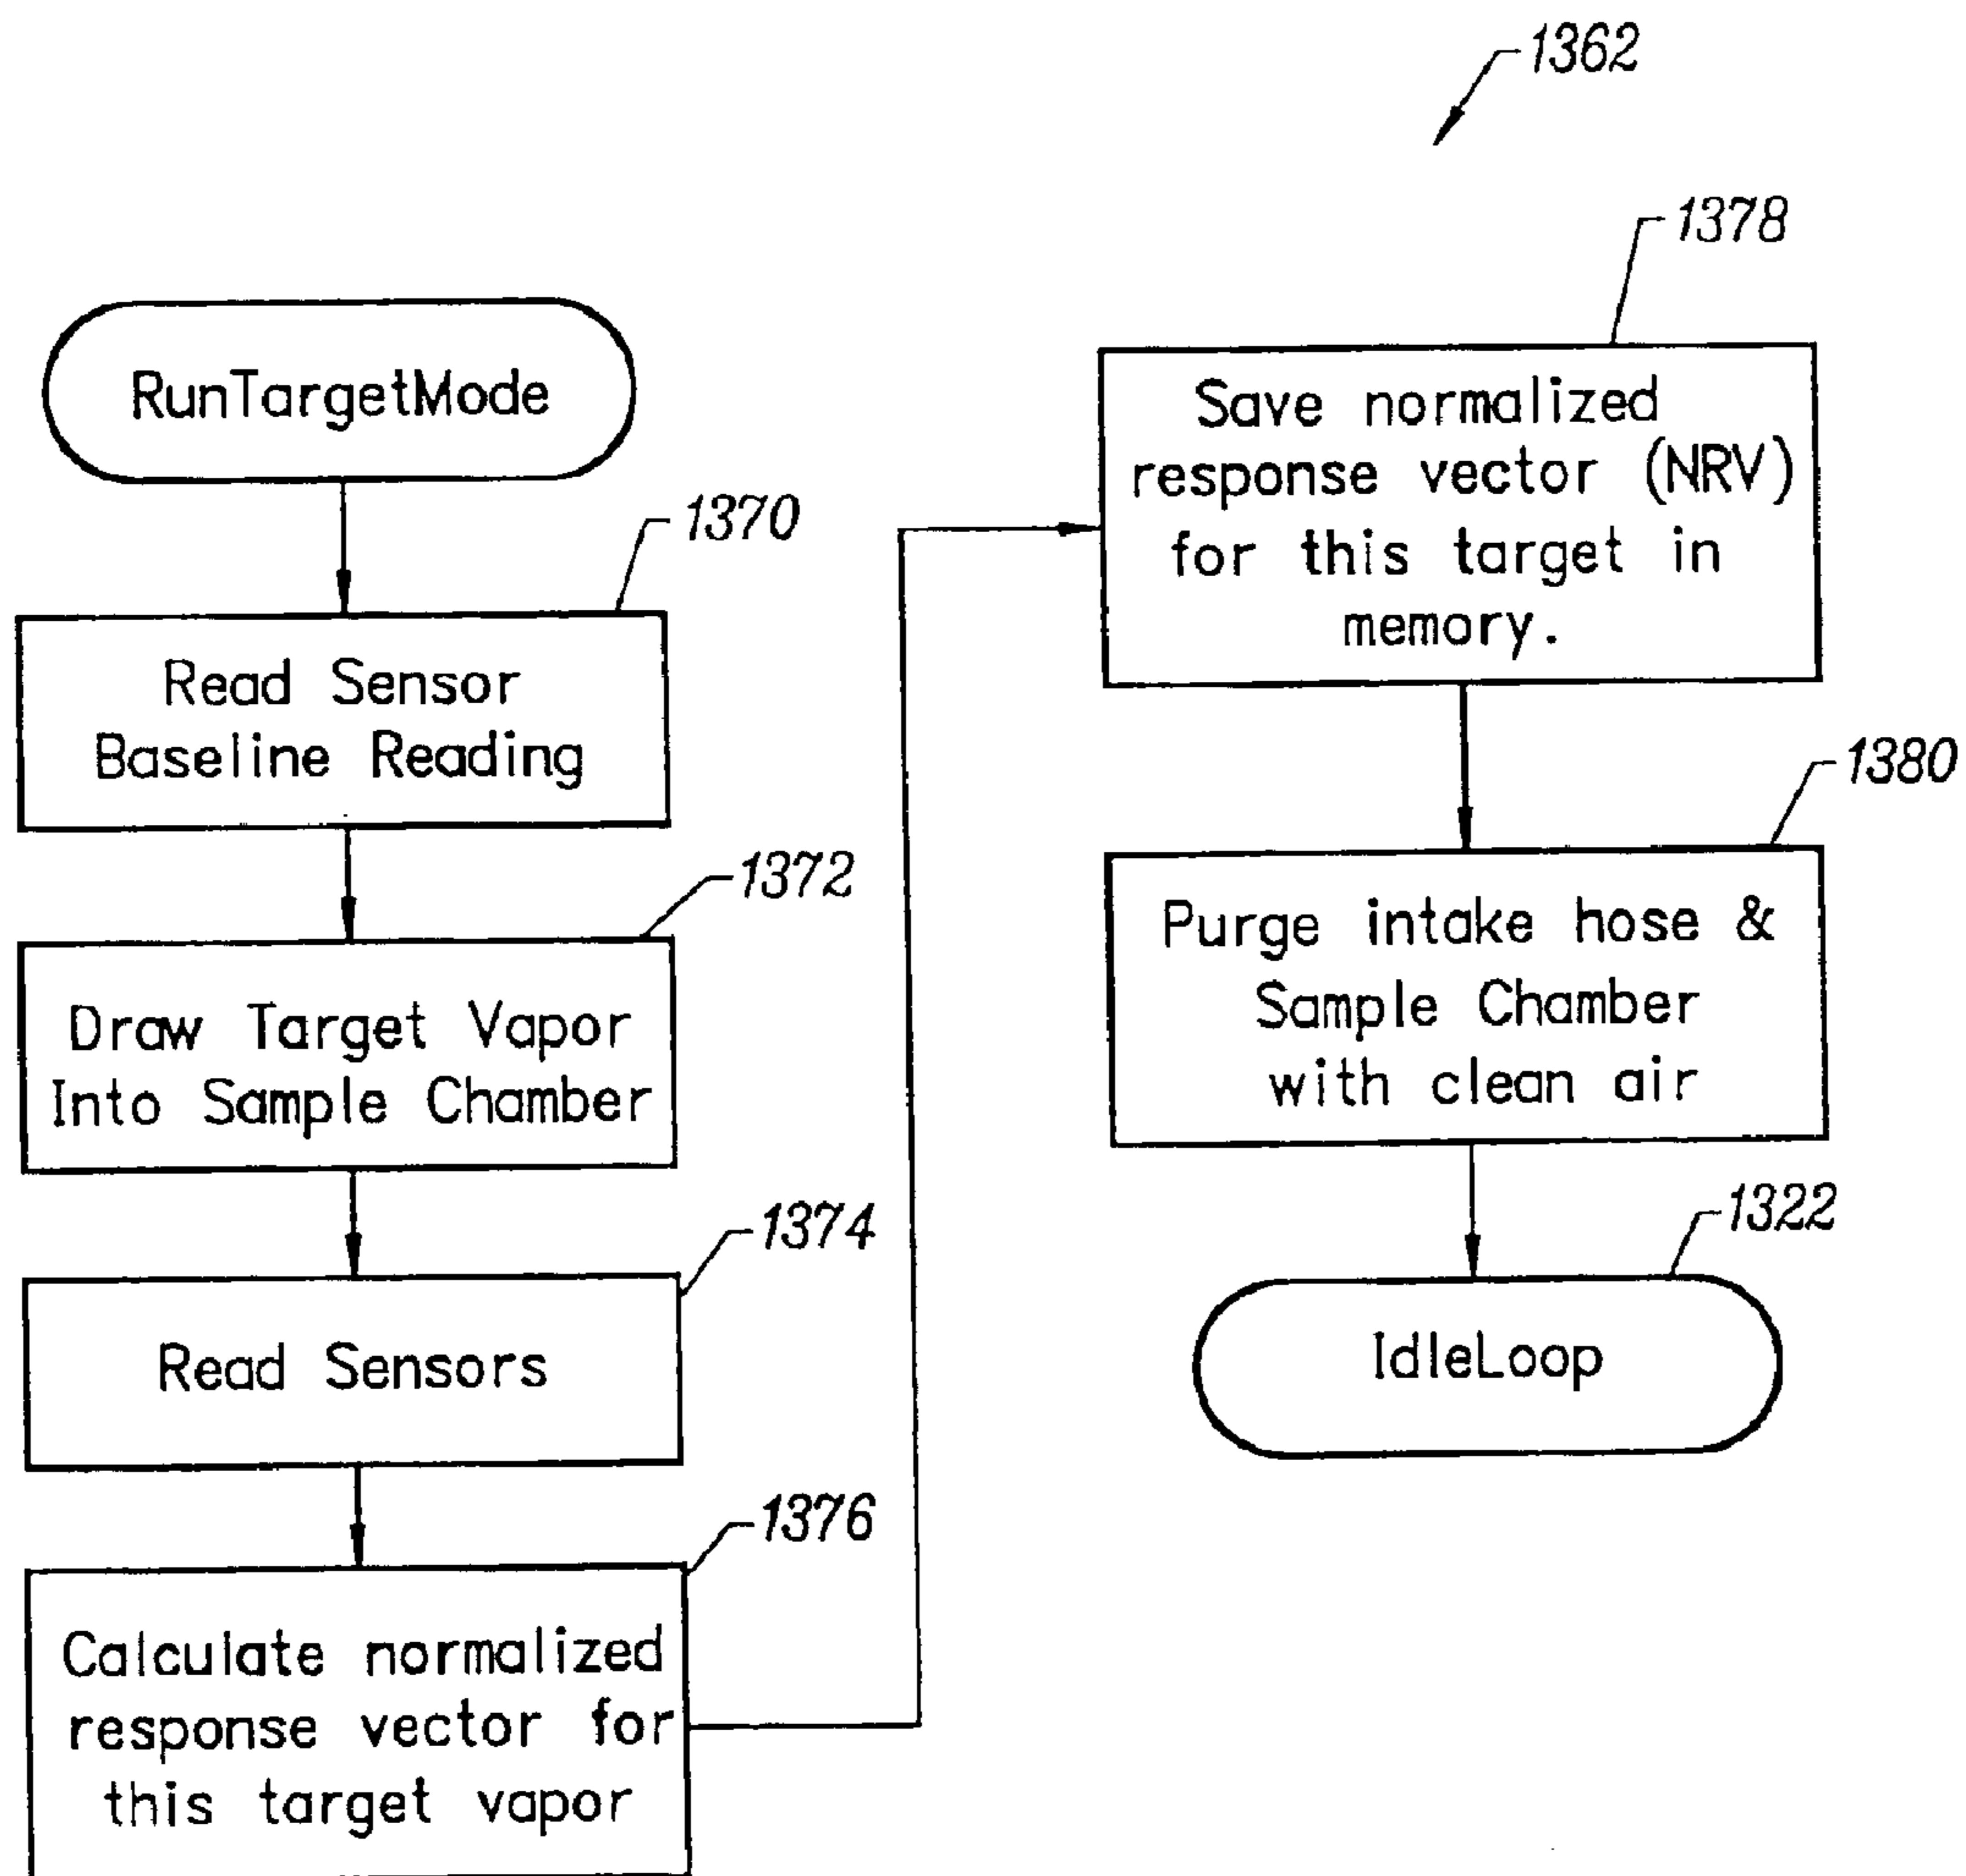 1362
RunTargetMode
1370
Read Sensor
Baseline Reading
1372
Draw Target Vapor
Into Sample Chamber
1374
Read Sensors
1376
Calculate normalized
response vector for
this target vapor
1378
Save normalized
response vector (NRV)
for this target in
memory.
1380
Purge intake hose &
Sample Chamber
with clean air
1322
IdleLoop